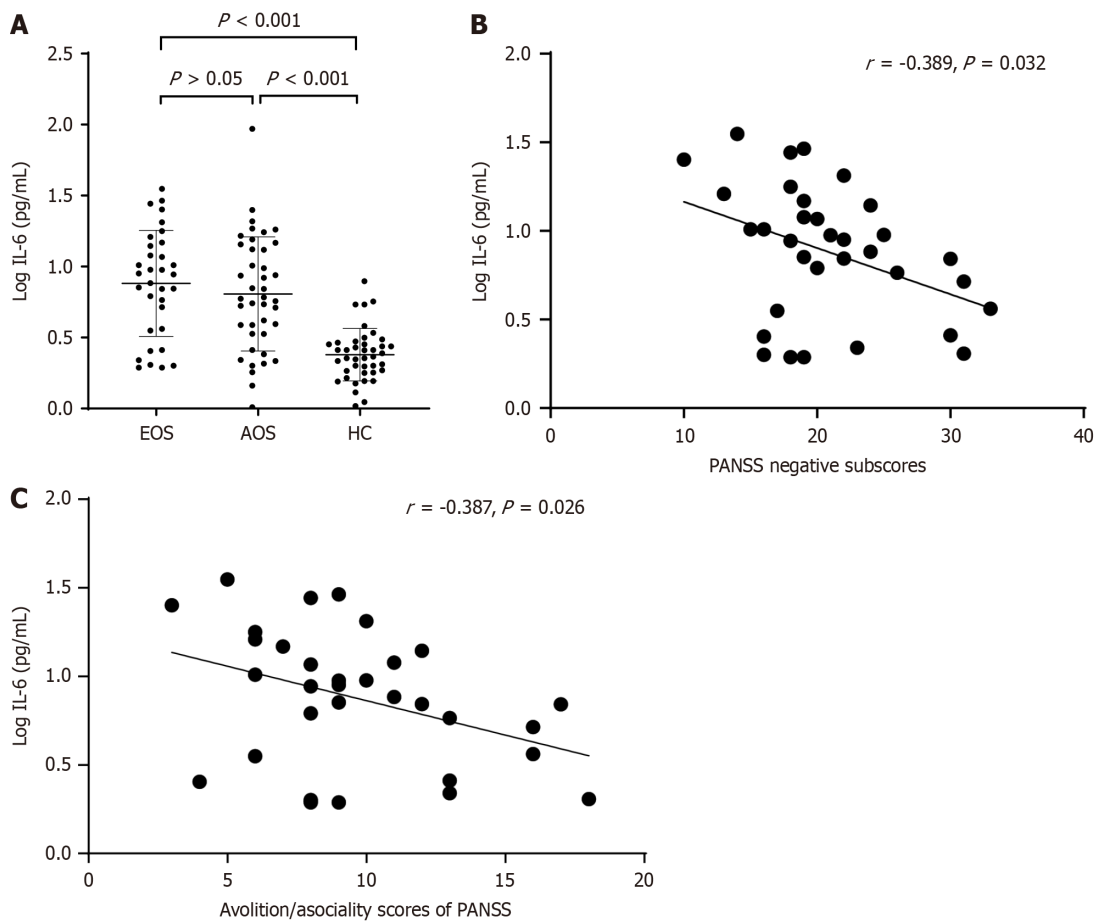 A
P < 0.001
P > 0.05 P < 0.001
2.5
2.0
1.5
1.0
0.5
0.0
Log IL-6 (pg/mL)
EOS AOS HC
B
r = -0.389, P = 0.032
2.0
1.5
1.0
0.5
0.0
Log IL-6 (pg/mL)
0 10 20 30 40
PANSS negative subscores
C
r = -0.387, P = 0.026
2.0
1.5
1.0
0.5
0.0
Log IL-6 (pg/mL)
0 5 10 15 20
Avolition/asociality scores of PANSS